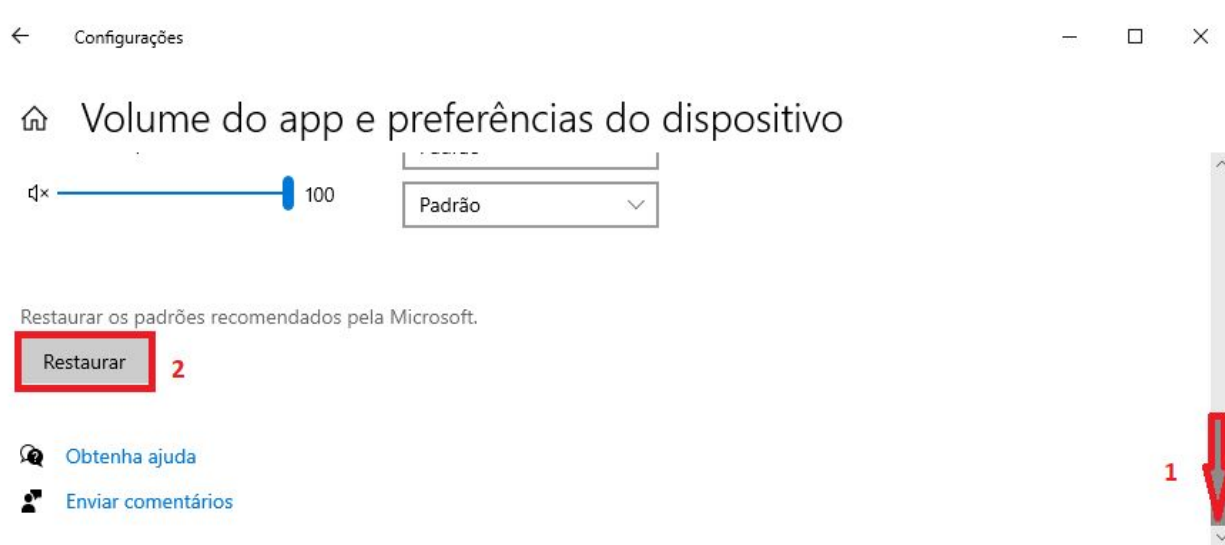 Configurações
Volume do app e preferências do dispositivo
100
Padrão
Restaurar os padrões recomendados pela Microsoft.
Restaurar
2
Obtenha ajuda
1
Enviar comentários